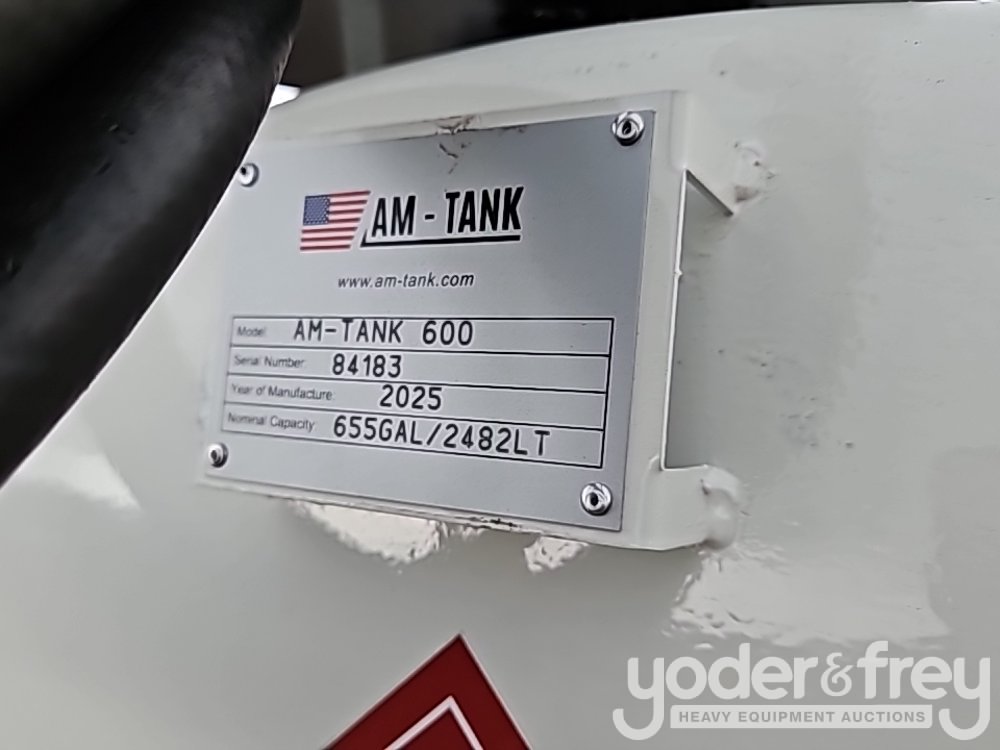 AM - TANK
www.am-tank.com
Model: AM-TANK 600
Serial Number: 84183
Year of Manufacture: 2025
Nominal Capacity: 655GAL/2482LT
yoder&frey
HEAVY EQUIPMENT AUCTIONS